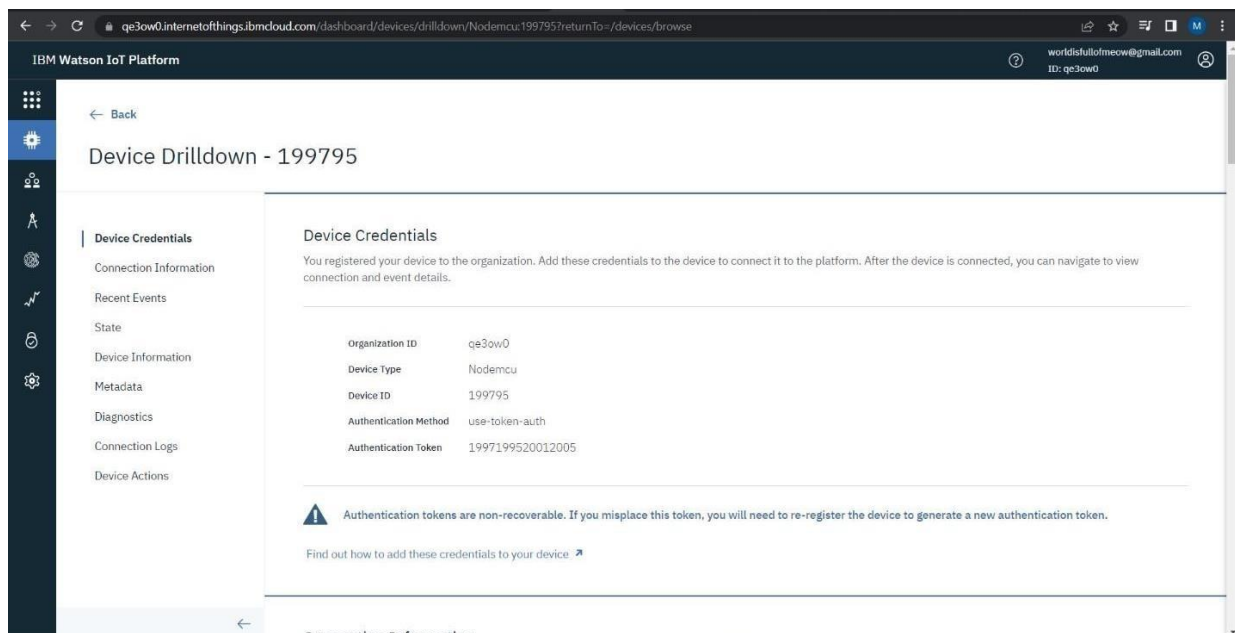 qe3ow0.internetofthings.ibmcloud.com/dashboard/devices/drilldown/Nodemcu:199795?returnTo=/devices/browse
M
IBM Watson IoT Platform
worldisfullofmeow@gmail.com
ID: qe3ow0
Back
Device Drilldown - 199795
Device Credentials
Connection Information
Recent Events
State
Device Information
Metadata
Diagnostics
Connection Logs
Device Actions
Device Credentials
You registered your device to the organization. Add these credentials to the device to connect it to the platform. After the device is connected, you can navigate to view
connection and event details.
Organization ID qe3ow0
Device Type Nodemcu
Device ID 199795
Authentication Method use-token-auth
Authentication Token 1997199520012005
Authentication tokens are non-recoverable. If you misplace this token, you will need to re-register the device to generate a new authentication token.
Find out how to add these credentials to your device